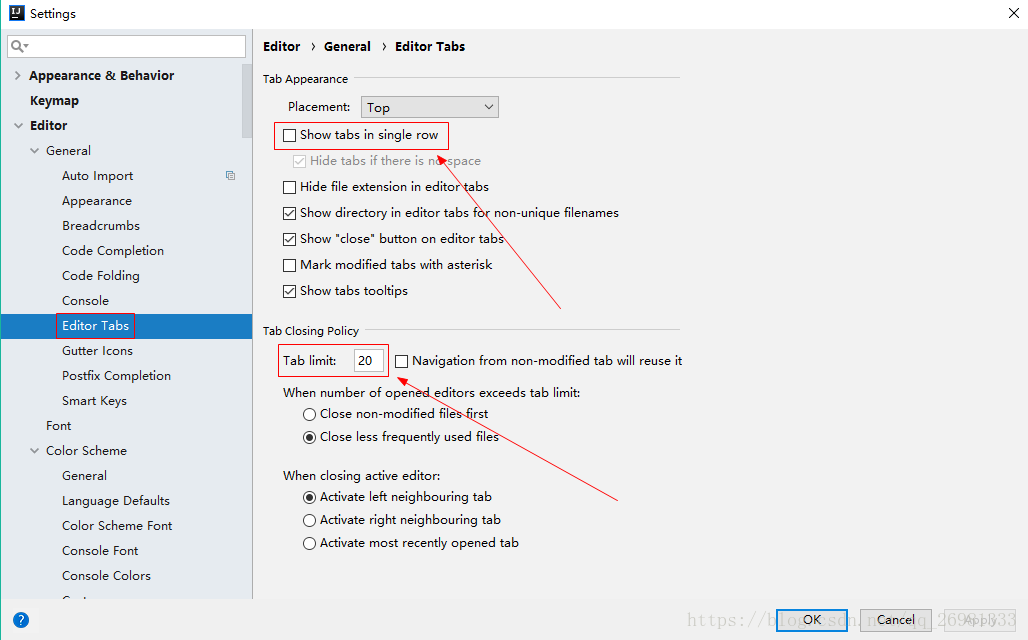 Settings
Appearance & Behavior
Keymap
Editor
General
Auto Import
Appearance
Breadcrumbs
Code Completion
Code Folding
Console
Editor Tabs
Gutter Icons
Postfix Completion
Smart Keys
Font
Color Scheme
General
Language Defaults
Color Scheme Font
Console Font
Console Colors
Editor › General › Editor Tabs
Tab Appearance
Placement: Top
Show tabs in single row
Hide tabs if there is no space
Hide file extension in editor tabs
Show directory in editor tabs for non-unique filenames
Show "close" button on editor tabs
Mark modified tabs with asterisk
Show tabs tooltips
Tab Closing Policy
Tab limit: 20 Navigation from non-modified tab will reuse it
When number of opened editors exceeds tab limit:
Close non-modified files first
Close less frequently used files
When closing active editor:
Activate left neighbouring tab
Activate right neighbouring tab
Activate most recently opened tab
? OK Cancel Apply